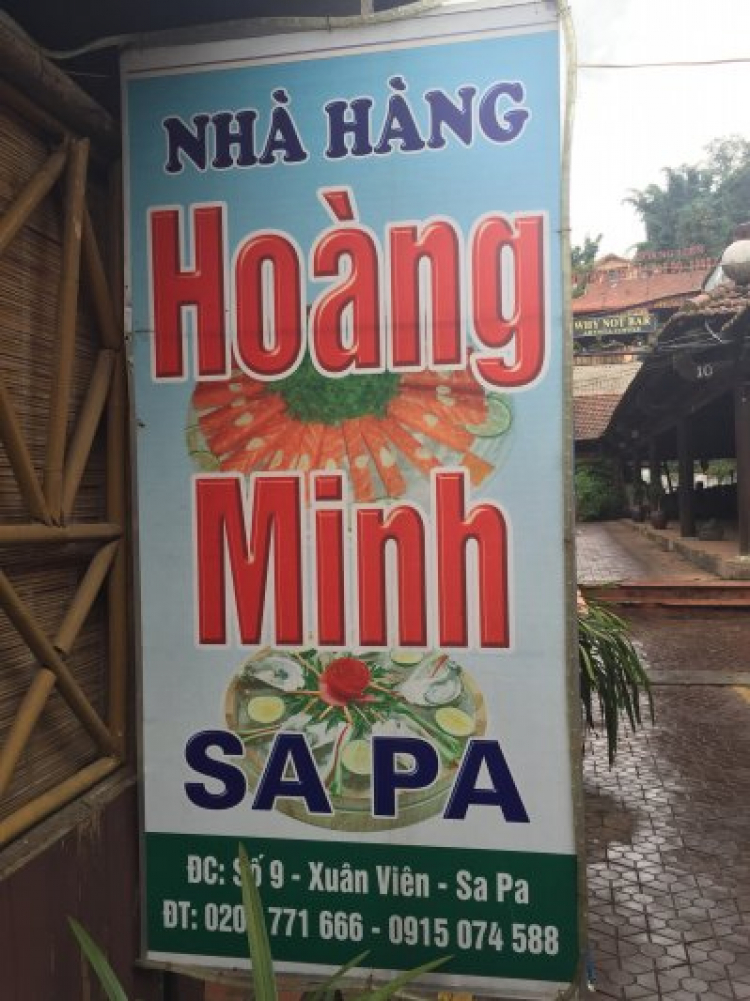 NHÀ HÀNG
Hoàng
Minh
SA PA
ĐC: Số 9 - Xuân Viên - Sa Pa
ĐT: 771 666 - 0915 074 588
WHY NOT BAR
10